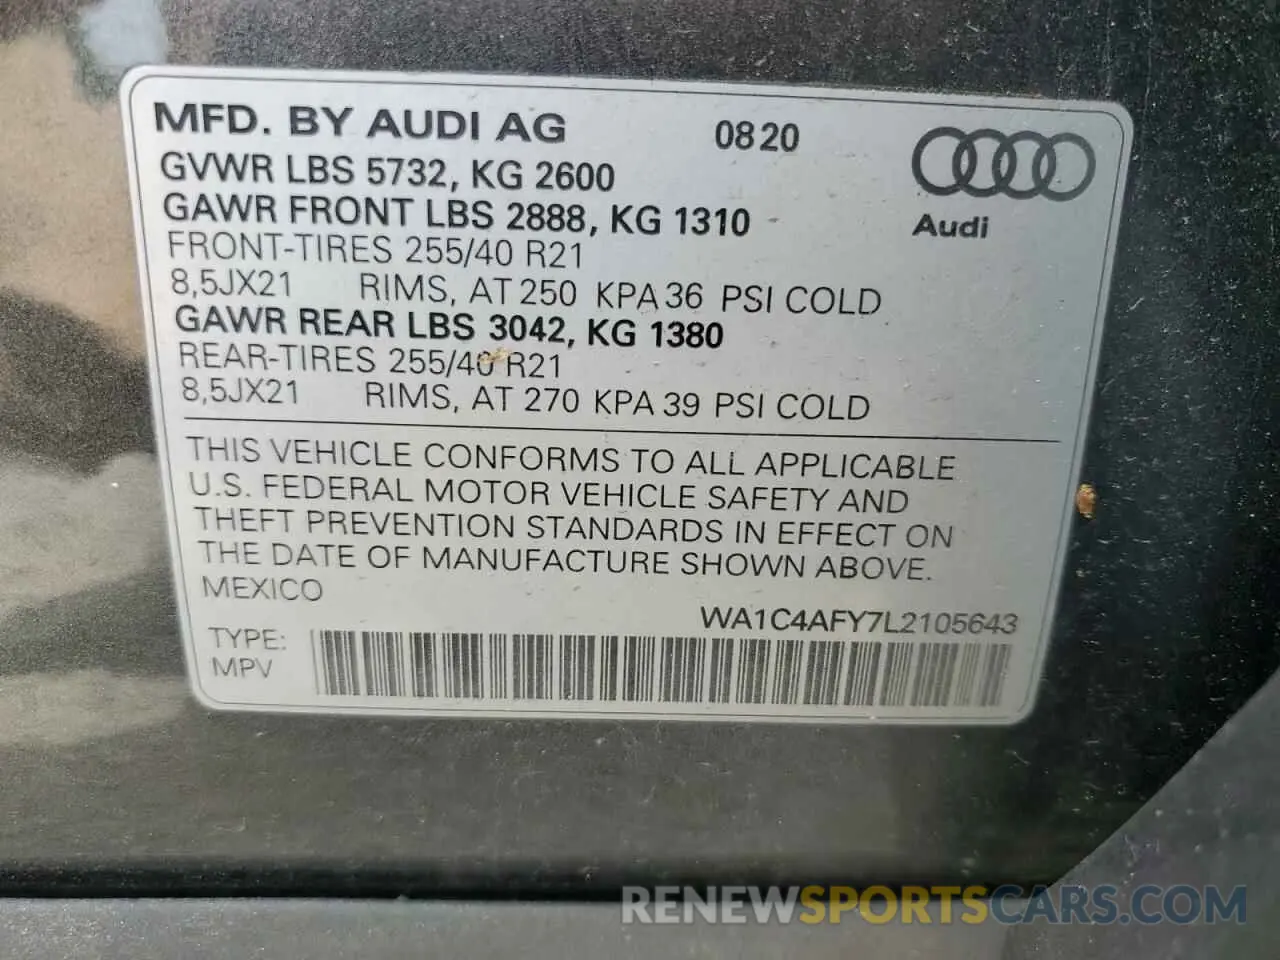 MFD. BY AUDI AG 0820
GVWR LBS 5732, KG 2600
GAWR FRONT LBS 2888, KG 1310
Audi
FRONT-TIRES 255/40 R21
8,5JX21 RIMS, AT 250 KPA 36 PSI COLD
GAWR REAR LBS 3042, KG 1380
REAR-TIRES 255/40 R21
8,5JX21 RIMS, AT 270 KPA 39 PSI COLD
THIS VEHICLE CONFORMS TO ALL APPLICABLE
U.S. FEDERAL MOTOR VEHICLE SAFETY AND
THEFT PREVENTION STANDARDS IN EFFECT ON
THE DATE OF MANUFACTURE SHOWN ABOVE.
MEXICO
WA1C4AFY7L2105643
TYPE:
MPV
RENEWSPORTSCARS.COM